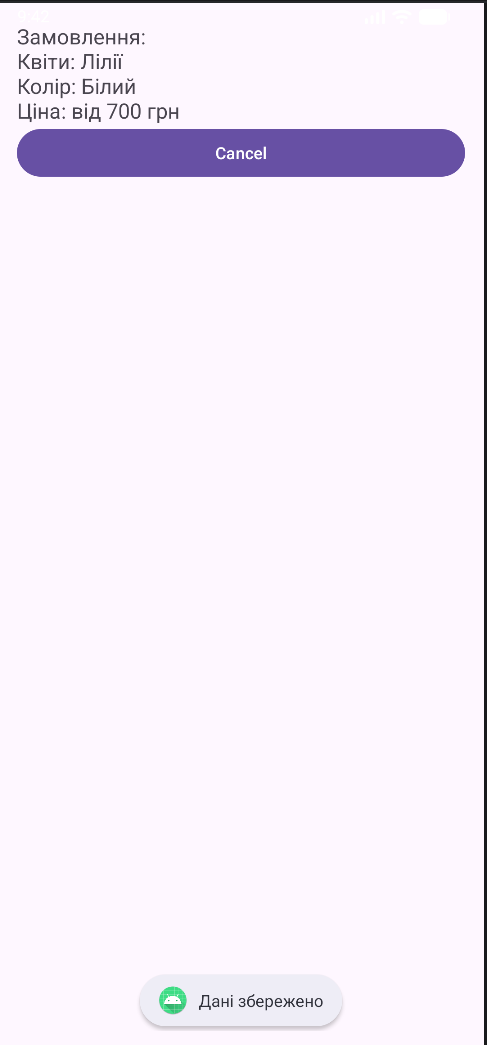 Замовлення:
Квіти: Лілії
Колір: Білий
Ціна: від 700 грн
Cancel
Дані збережено